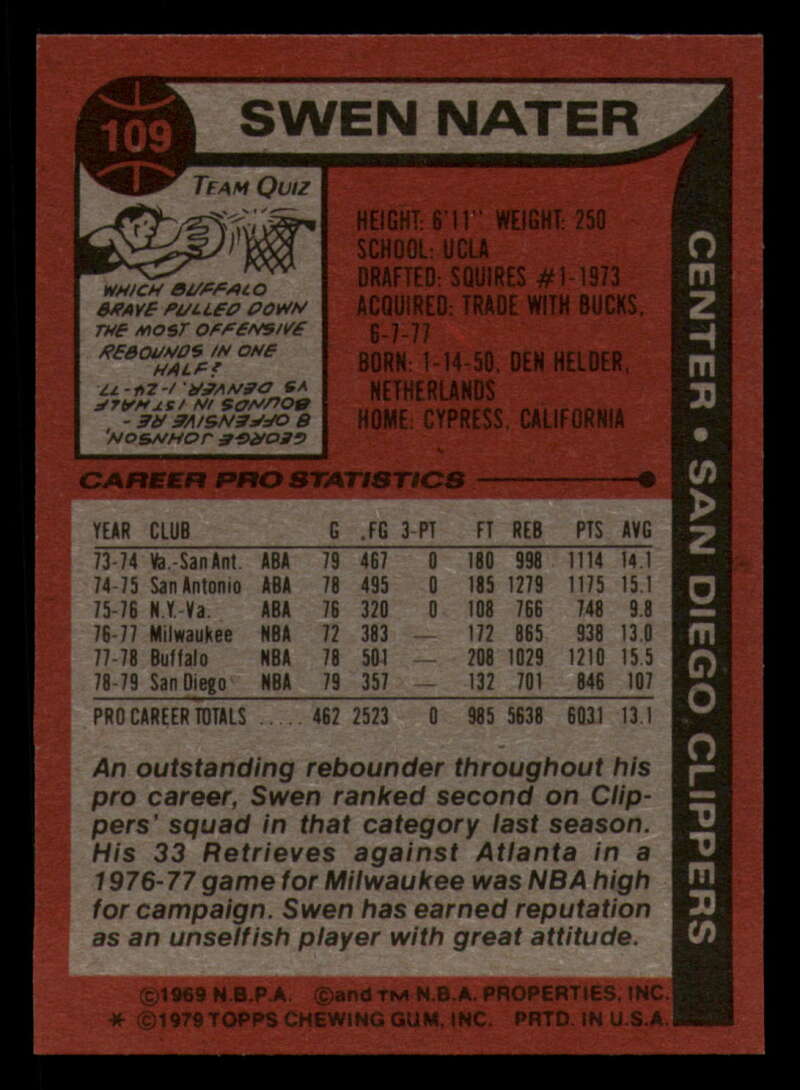 109
SWEN NATER
TEAM QUIZ
WHICH BUFFALO
BRAVE PULLED DOWN
THE MOST OFFENSIVE
REBOUNDS IN ONE
HALF?
GEORGE JOHNSON,
8 OFFENSIVE RE-
BOUNDS IN 1ST HALF
VS DENVER, 1-24-77
HEIGHT: 6'11" WEIGHT: 250
SCHOOL: UCLA
DRAFTED: SQUIRES #1-1973
ACQUIRED: TRADE WITH BUCKS,
6-7-77
BORN: 1-14-50, DEN HELDER,
NETHERLANDS
HOME: CYPRESS, CALIFORNIA
CENTER • SAN DIEGO CLIPPERS
CAREER PRO STATISTICS
YEAR CLUB G .FG 3-PT FT REB PTS AVG
73-74 Va.-San Ant. ABA 79 467 0 180 998 1114 14.1
74-75 San Antonio ABA 78 495 0 185 1279 1175 15.1
75-76 N.Y.-Va. ABA 76 320 0 108 766 748 9.8
76-77 Milwaukee NBA 72 383 — 172 865 938 13.0
77-78 Buffalo NBA 78 501 — 208 1029 1210 15.5
78-79 San Diego NBA 79 357 — 132 701 846 107
PRO CAREER TOTALS ..... 462 2523 0 985 5638 6031 13.1
An outstanding rebounder throughout his
pro career, Swen ranked second on Clip-
pers' squad in that category last season.
His 33 Retrieves against Atlanta in a
1976-77 game for Milwaukee was NBA high
for campaign. Swen has earned reputation
as an unselfish player with great attitude.
©1969 N.B.P.A. ©and TM N.B.A. PROPERTIES, INC.
* ©1979 TOPPS CHEWING GUM, INC. PRTD. IN U.S.A.